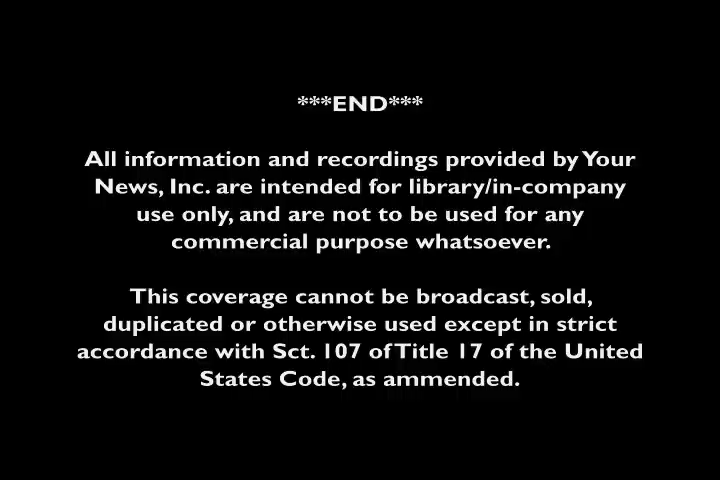 ***END***
All information and recordings provided by Your
News, Inc. are intended for library/in-company
use only, and are not to be used for any
commercial purpose whatsoever.
This coverage cannot be broadcast, sold,
duplicated or otherwise used except in strict
accordance with Sct. 107 of Title 17 of the United
States Code, as ammended.